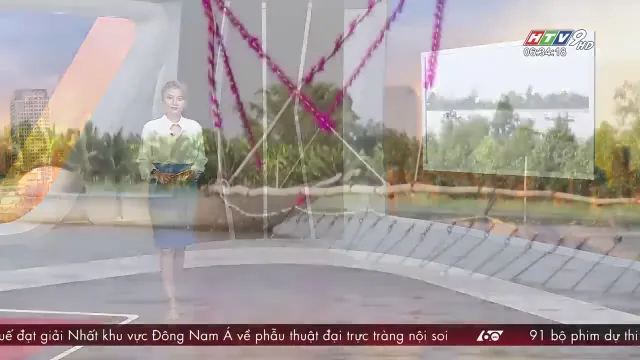 HTV9 HD
06:34:18
uế đạt giải Nhất khu vực Đông Nam Á về phẫu thuật đại trực tràng nội soi 60 91 bộ phim dự thi